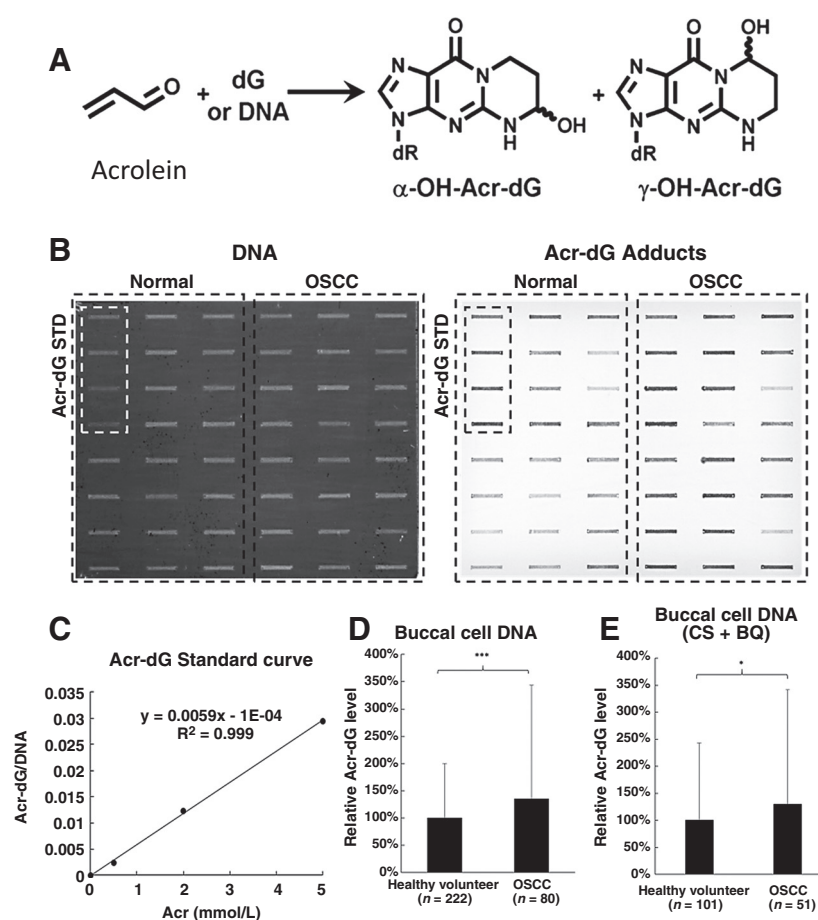 A
O
+
dG
or DNA
Acrolein
O
N
N
N
N
N
H
OH
dR
α-OH-Acr-dG
+
OH
O
N
N
N
N
N
H
dR
γ-OH-Acr-dG
B
DNA
Normal
OSCC
Acr-dG STD
Acr-dG Adducts
Normal
OSCC
Acr-dG STD
C
Acr-dG Standard curve
y = 0.0059x - 1E-04
R² = 0.999
Acr-dG/DNA
0.035
0.03
0.025
0.02
0.015
0.01
0.005
0
0 1 2 3 4 5
Acr (mmol/L)
D
Buccal cell DNA
Relative Acr-dG level
400%
350%
300%
250%
200%
150%
100%
50%
0%
***
Healthy volunteer OSCC
(n = 222) (n = 80)
E
Buccal cell DNA
(CS + BQ)
Relative Acr-dG level
400%
350%
300%
250%
200%
150%
100%
50%
0%
*
Healthy volunteer OSCC
(n = 101) (n = 51)